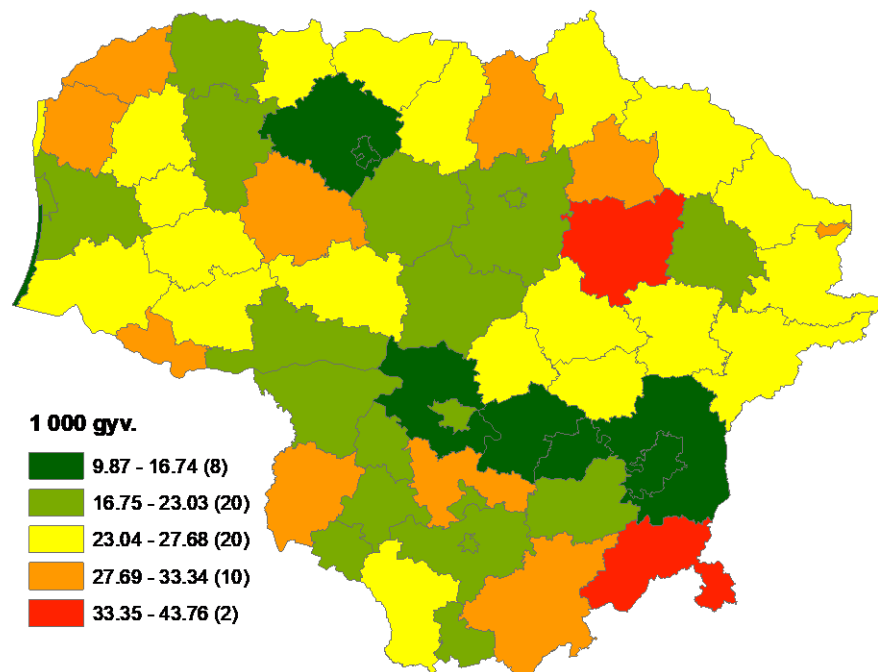 1 000 gyv.
9.87 - 16.74 (8)
16.75 - 23.03 (20)
23.04 - 27.68 (20)
27.69 - 33.34 (10)
33.35 - 43.76 (2)